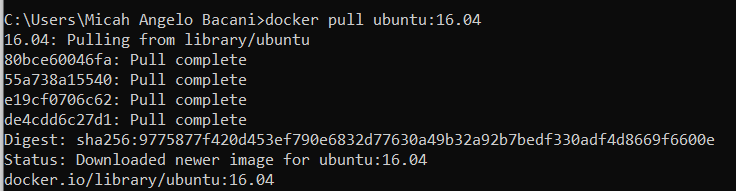 C:\Users\Micah Angelo Bacani>docker pull ubuntu:16.04
16.04: Pulling from library/ubuntu
80bce60046fa: Pull complete
55a738a15540: Pull complete
e19cf0706c62: Pull complete
de4cdd6c27d1: Pull complete
Digest: sha256:9775877f420d453ef790e6832d77630a49b32a92b7bedf330adf4d8669f6600e
Status: Downloaded newer image for ubuntu:16.04
docker.io/library/ubuntu:16.04